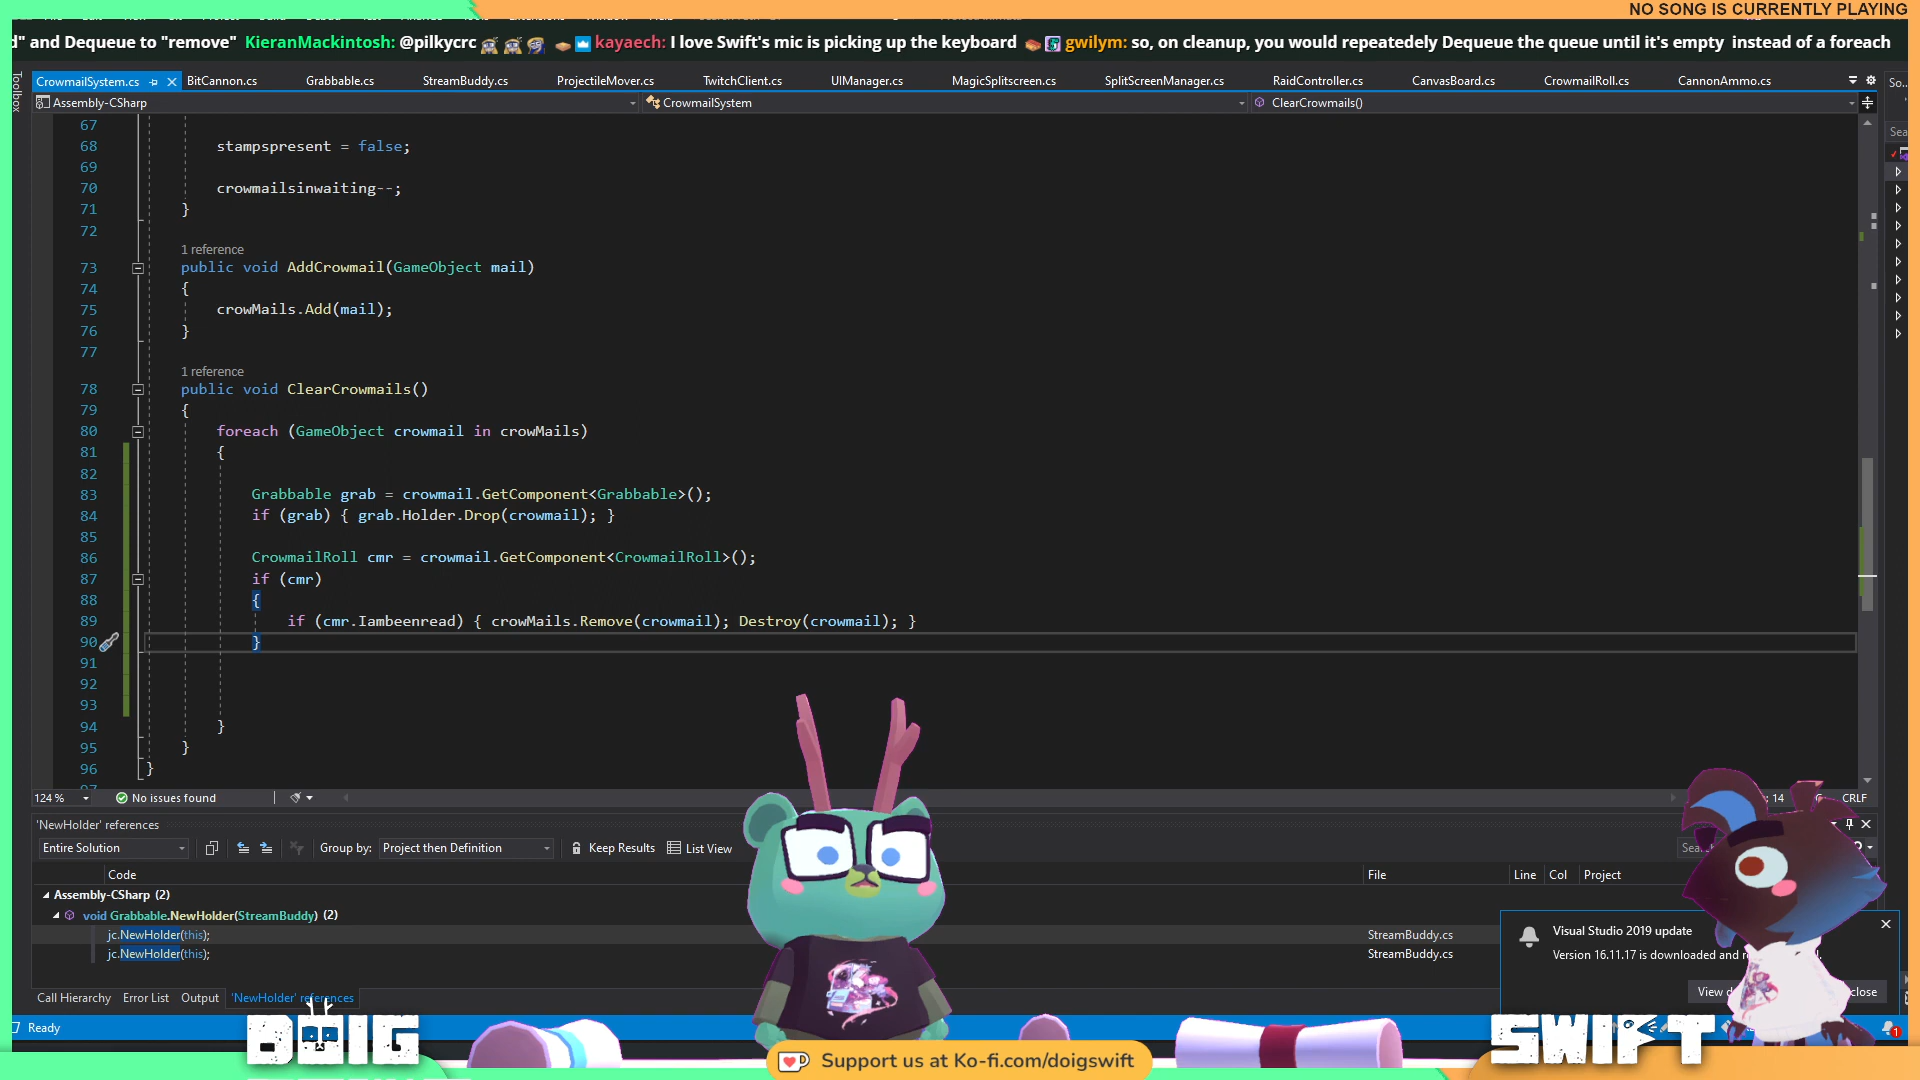 NO SONG IS CURRENTLY PLAYING
d" and Dequeue to "remove" KieranMackintosh: @pilkycrc kayaech: I love Swift's mic is picking up the keyboard gwilym: so, on cleanup, you would repeatedely Dequeue the queue until it's empty instead of a foreach
Toolbox
CrowmailSystem.cs BitCannon.cs Grabbable.cs StreamBuddy.cs ProjectileMover.cs TwitchClient.cs UIManager.cs MagicSplitscreen.cs SplitScreenManager.cs RaidController.cs CanvasBoard.cs CrowmailRoll.cs CannonAmmo.cs So...
Assembly-CSharp CrowmailSystem ClearCrowmails()
Sea
67
68 stampspresent = false;
69
70 crowmailsinwaiting--;
71 }
72
1 reference
73 public void AddCrowmail(GameObject mail)
74 {
75 crowMails.Add(mail);
76 }
77
1 reference
78 public void ClearCrowmails()
79 {
80 foreach (GameObject crowmail in crowMails)
81 {
82
83 Grabbable grab = crowmail.GetComponent<Grabbable>();
84 if (grab) { grab.Holder.Drop(crowmail); }
85
86 CrowmailRoll cmr = crowmail.GetComponent<CrowmailRoll>();
87 if (cmr)
88 {
89 if (cmr.Iambeenread) { crowMails.Remove(crowmail); Destroy(crowmail); }
90 }
91
92
93
94 }
95 }
96 }
124 % No issues found : 14 CRLF
'NewHolder' references
Entire Solution Group by: Project then Definition Keep Results List View Sea
Code File Line Col Project
Assembly-CSharp (2)
void Grabbable.NewHolder(StreamBuddy) (2)
jc.NewHolder(this); StreamBuddy.cs
jc.NewHolder(this); StreamBuddy.cs
Visual Studio 2019 update
Version 16.11.17 is downloaded and r
View d close
Call Hierarchy Error List Output 'NewHolder' references
Ready
1
DOIG
SWIFT
Support us at Ko-fi.com/doigswift